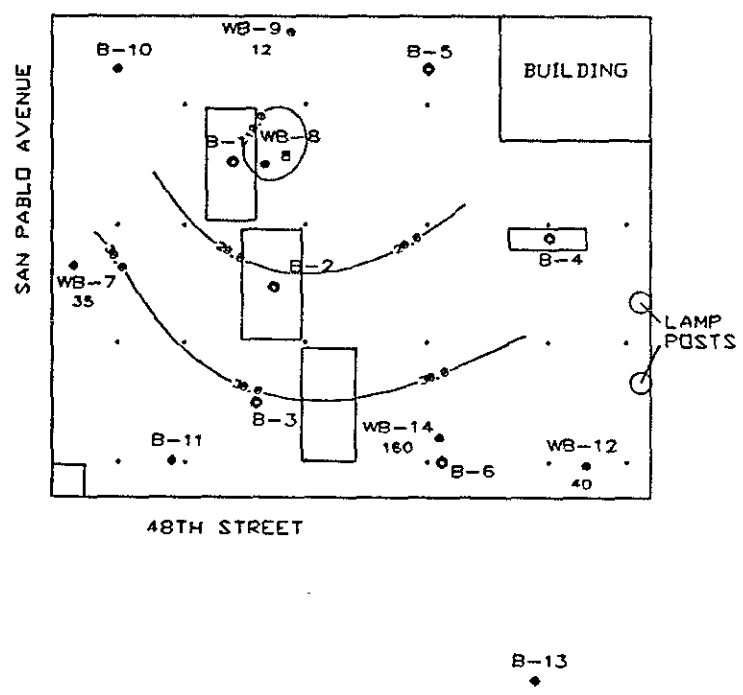 WB-9
12
B-10
B-5
BUILDING
SAN PABLO AVENUE
B-1
WB-8
8
B-2
B-4
WB-7
35
LAMP
POSTS
B-3
WB-14
160
B-11
B-6
WB-12
40
48TH STREET
B-13